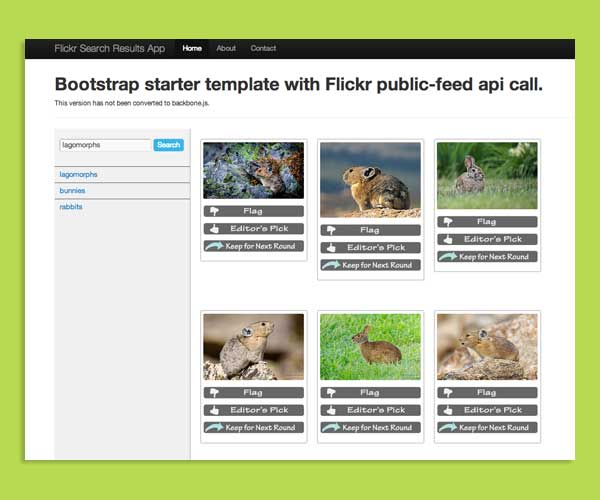 Flickr Search Results App Home About Contact
Bootstrap starter template with Flickr public-feed api call.
This version has not been converted to backbone.js.
lagomorphs Search
lagomorphs
bunnies
rabbits
Flag
Editor's Pick
Keep for Next Round
Flag
Editor's Pick
Keep for Next Round
Flag
Editor's Pick
Keep for Next Round
Flag
Editor's Pick
Keep for Next Round
Flag
Editor's Pick
Keep for Next Round
Flag
Editor's Pick
Keep for Next Round